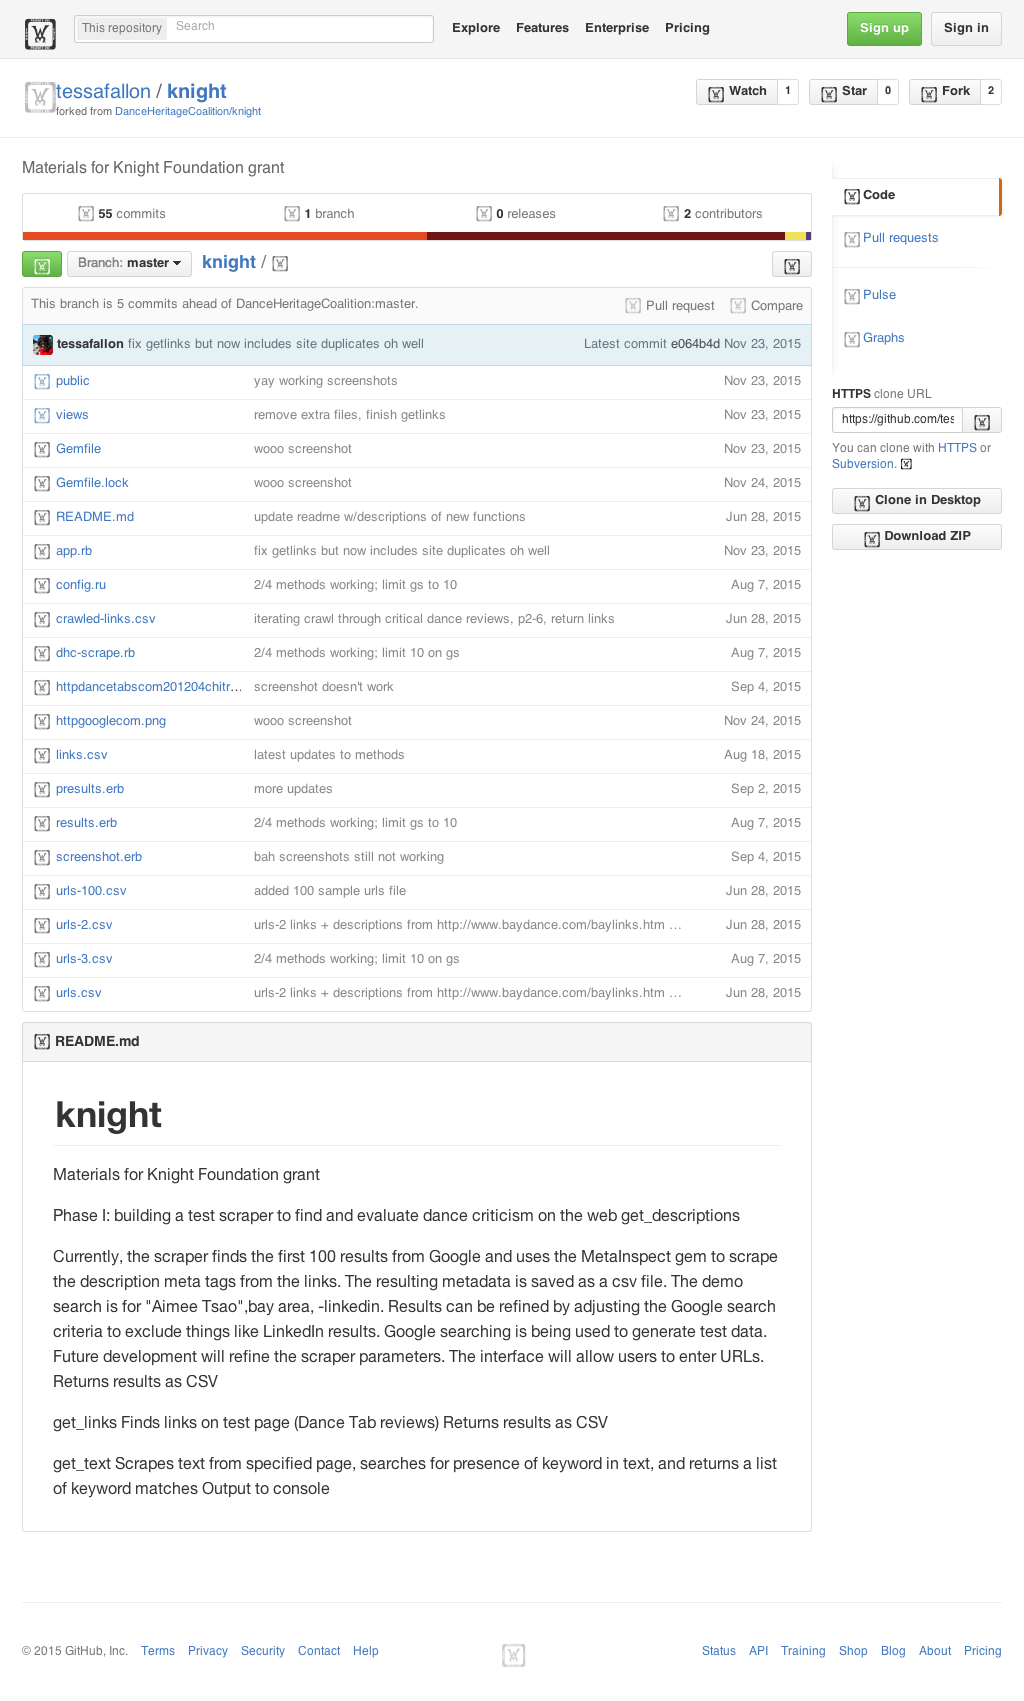 This repository Search Explore Features Enterprise Pricing Sign up Sign in
tessafallon / knight Watch 1 Star 0 Fork 2
forked from DanceHeritageCoalition/knight
Materials for Knight Foundation grant
55 commits 1 branch 0 releases 2 contributors
Branch: master knight /
This branch is 5 commits ahead of DanceHeritageCoalition:master. Pull request Compare
tessafallon fix getlinks but now includes site duplicates oh well Latest commit e064b4d Nov 23, 2015
public yay working screenshots Nov 23, 2015
views remove extra files, finish getlinks Nov 23, 2015
Gemfile wooo screenshot Nov 23, 2015
Gemfile.lock wooo screenshot Nov 24, 2015
README.md update readme w/descriptions of new functions Jun 28, 2015
app.rb fix getlinks but now includes site duplicates oh well Nov 23, 2015
config.ru 2/4 methods working; limit gs to 10 Aug 7, 2015
crawled-links.csv iterating crawl through critical dance reviews, p2-6, return links Jun 28, 2015
dhc-scrape.rb 2/4 methods working; limit 10 on gs Aug 7, 2015
httpdancetabscom201204chitr… screenshot doesn't work Sep 4, 2015
httpgooglecom.png wooo screenshot Nov 24, 2015
links.csv latest updates to methods Aug 18, 2015
presults.erb more updates Sep 2, 2015
results.erb 2/4 methods working; limit gs to 10 Aug 7, 2015
screenshot.erb bah screenshots still not working Sep 4, 2015
urls-100.csv added 100 sample urls file Jun 28, 2015
urls-2.csv urls-2 links + descriptions from http://www.baydance.com/baylinks.htm … Jun 28, 2015
urls-3.csv 2/4 methods working; limit 10 on gs Aug 7, 2015
urls.csv urls-2 links + descriptions from http://www.baydance.com/baylinks.htm … Jun 28, 2015
Code
Pull requests
Pulse
Graphs
HTTPS clone URL
https://github.com/tes
You can clone with HTTPS or
Subversion.
Clone in Desktop
Download ZIP
README.md
knight
Materials for Knight Foundation grant
Phase I: building a test scraper to find and evaluate dance criticism on the web get_descriptions
Currently, the scraper finds the first 100 results from Google and uses the MetaInspect gem to scrape
the description meta tags from the links. The resulting metadata is saved as a csv file. The demo
search is for "Aimee Tsao",bay area, -linkedin. Results can be refined by adjusting the Google search
criteria to exclude things like LinkedIn results. Google searching is being used to generate test data.
Future development will refine the scraper parameters. The interface will allow users to enter URLs.
Returns results as CSV
get_links Finds links on test page (Dance Tab reviews) Returns results as CSV
get_text Scrapes text from specified page, searches for presence of keyword in text, and returns a list
of keyword matches Output to console
© 2015 GitHub, Inc. Terms Privacy Security Contact Help Status API Training Shop Blog About Pricing